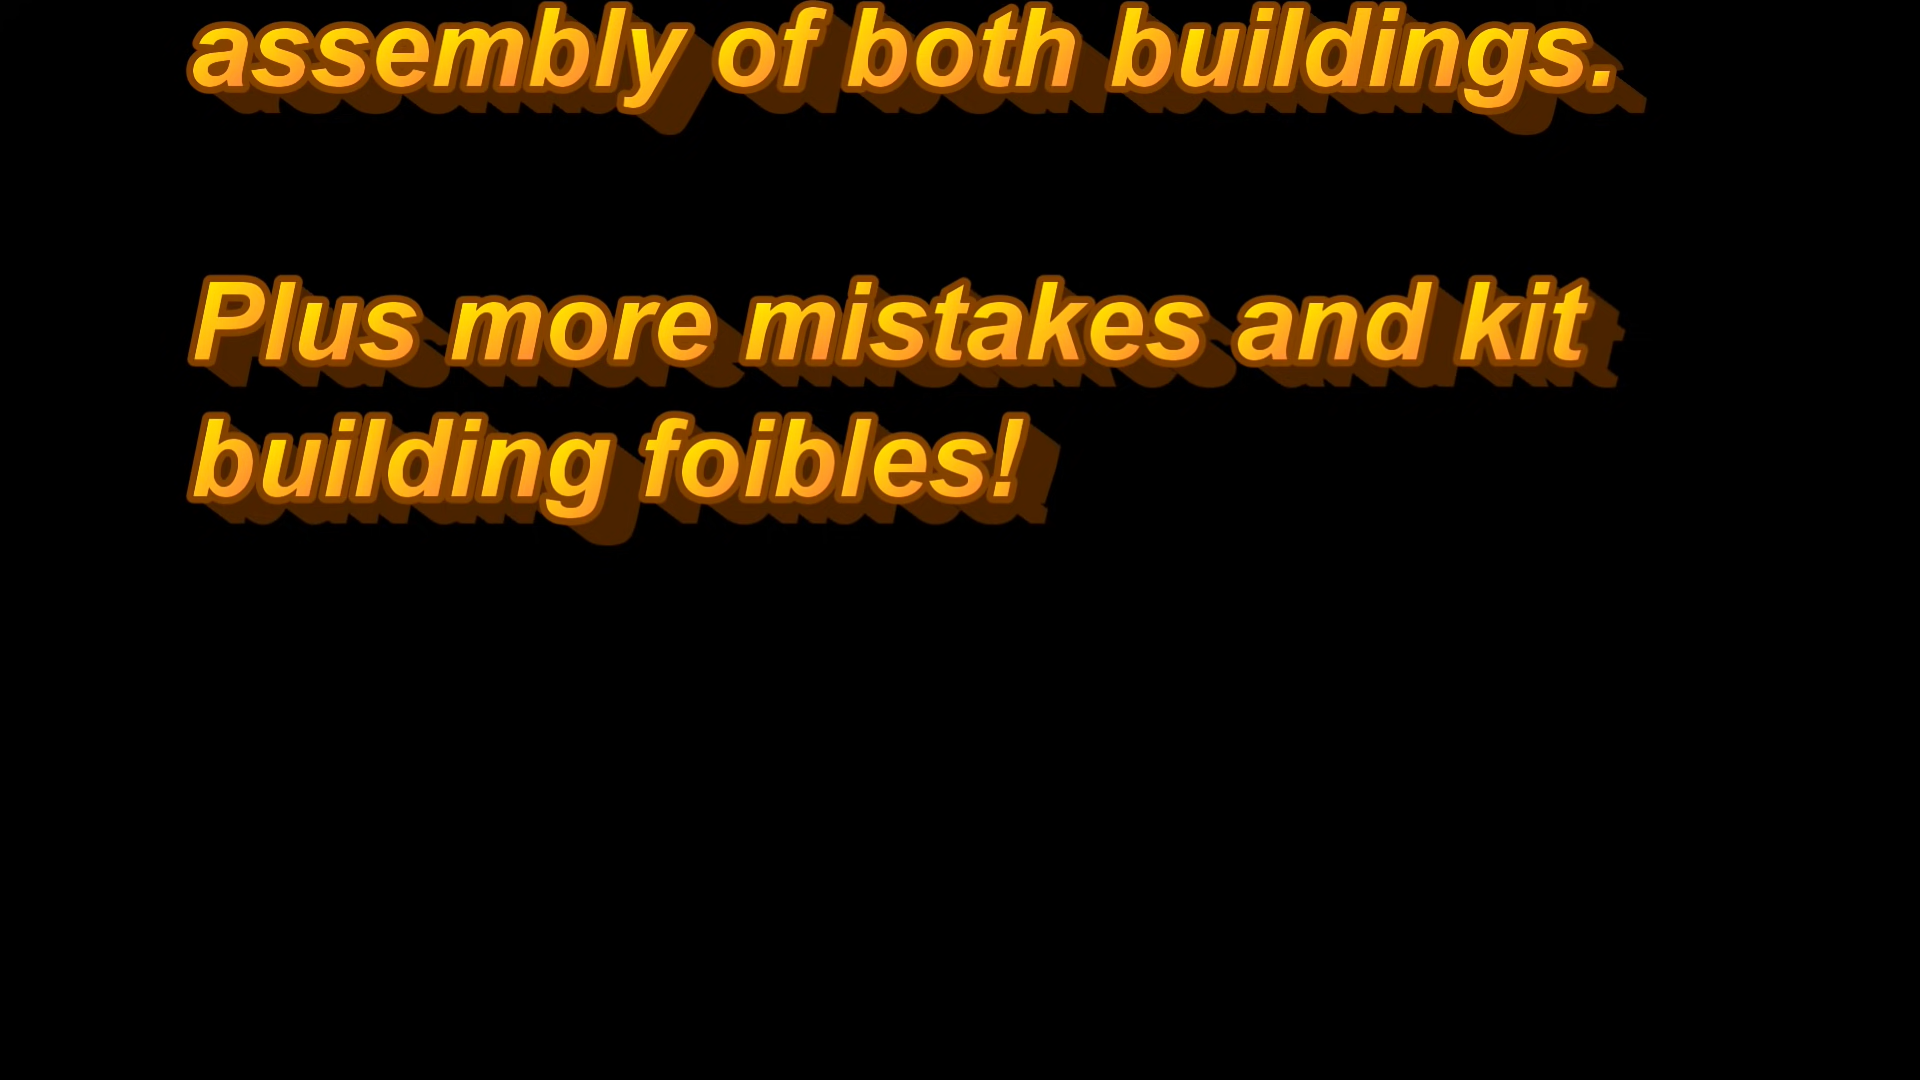 assembly of both buildings.
Plus more mistakes and kit
building foibles!